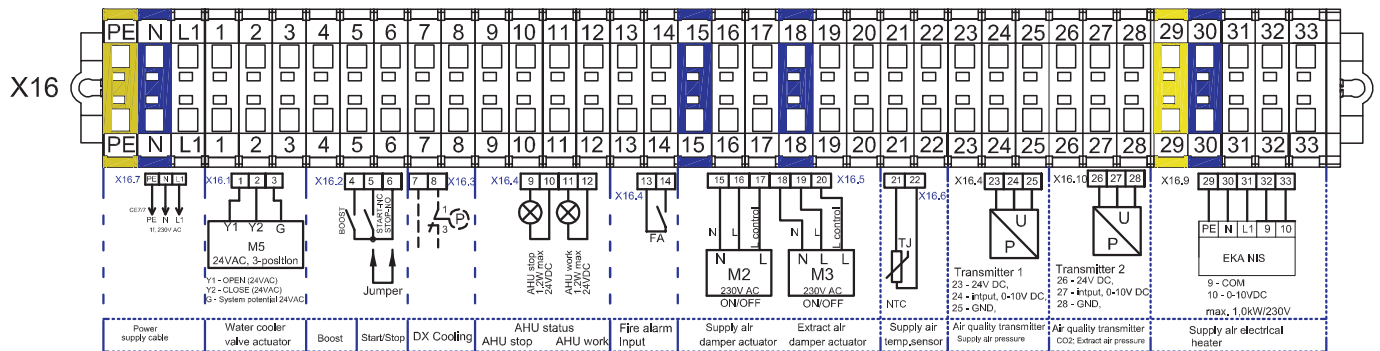 PE N L1 1 2 3 4 5 6 7 8 9 10 11 12 13 14 15 16 17 18 19 20 21 22 23 24 25 26 27 28 29 30 31 32 33
X16
PE N L1 1 2 3 4 5 6 7 8 9 10 11 12 13 14 15 16 17 18 19 20 21 22 23 24 25 26 27 28 29 30 31 32 33
X16.7
PE N L1
CE7/7
PE N L1
1f, 230V AC
Power
supply cable
X16.1
1 2 3
Y1 Y2 G
M5
24VAC, 3-position
Y1 - OPEN (24VAC)
Y2 - CLOSE (24VAC)
G - System potential 24VAC
Water cooler
valve actuator
X16.2
4 5 6
BOOST
START-NC
STOP-NO
Jumper
Boost
Start/Stop
7 8
X16.3
1
3
P
DX Cooling
X16.4
9 10 11 12
AHU stop
1,2W max
24VDC
AHU work
1,2W max
24VDC
AHU status
AHU stop AHU work
13 14
X16.4
FA
Fire alarm
Input
15 16 17 18 19 20
X16.5
N L L control
N L L
M2
230V AC
ON/OFF
L control
N L L
M3
230V AC
ON/OFF
Supply air
damper actuator
Extract air
damper actuator
21 22
X16.6
TJ
NTC
Supply air
temp,sensor
X16.4
23 24 25
U
P
Transmitter 1
23 - 24V DC,
24 - intput, 0-10V DC,
25 - GND,
Air quality transmitter
Supply air pressure
X16.10
26 27 28
U
P
Transmitter 2
26 - 24V DC,
27 - intput, 0-10V DC
28 - GND,
Air quality transmitter
CO2; Extract air pressure
X16.9
29 30 31 32 33
PE N L1 9 10
EKA NIS
9 - COM
10 - 0-10VDC
max. 1,0kW/230V
Supply air electrical
heater